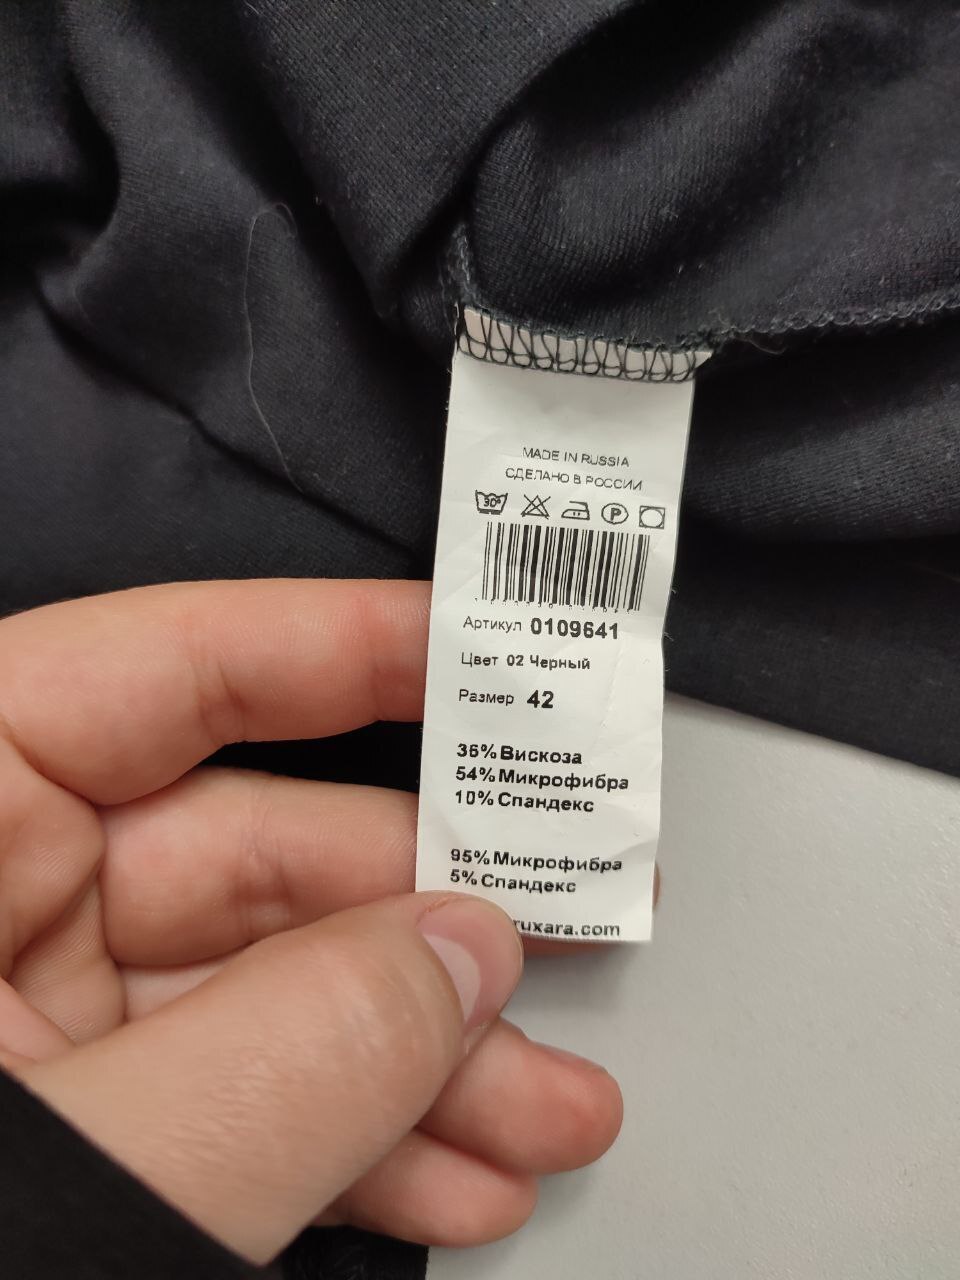 MADE IN RUSSIA
СДЕЛАНО В РОССИИ
30° P
Артикул 0109641
Цвет 02 Черный
Размер 42
36% Вискоза
54% Микрофибра
10% Спандекс
95% Микрофибра
5% Спандекс
ruxara.com